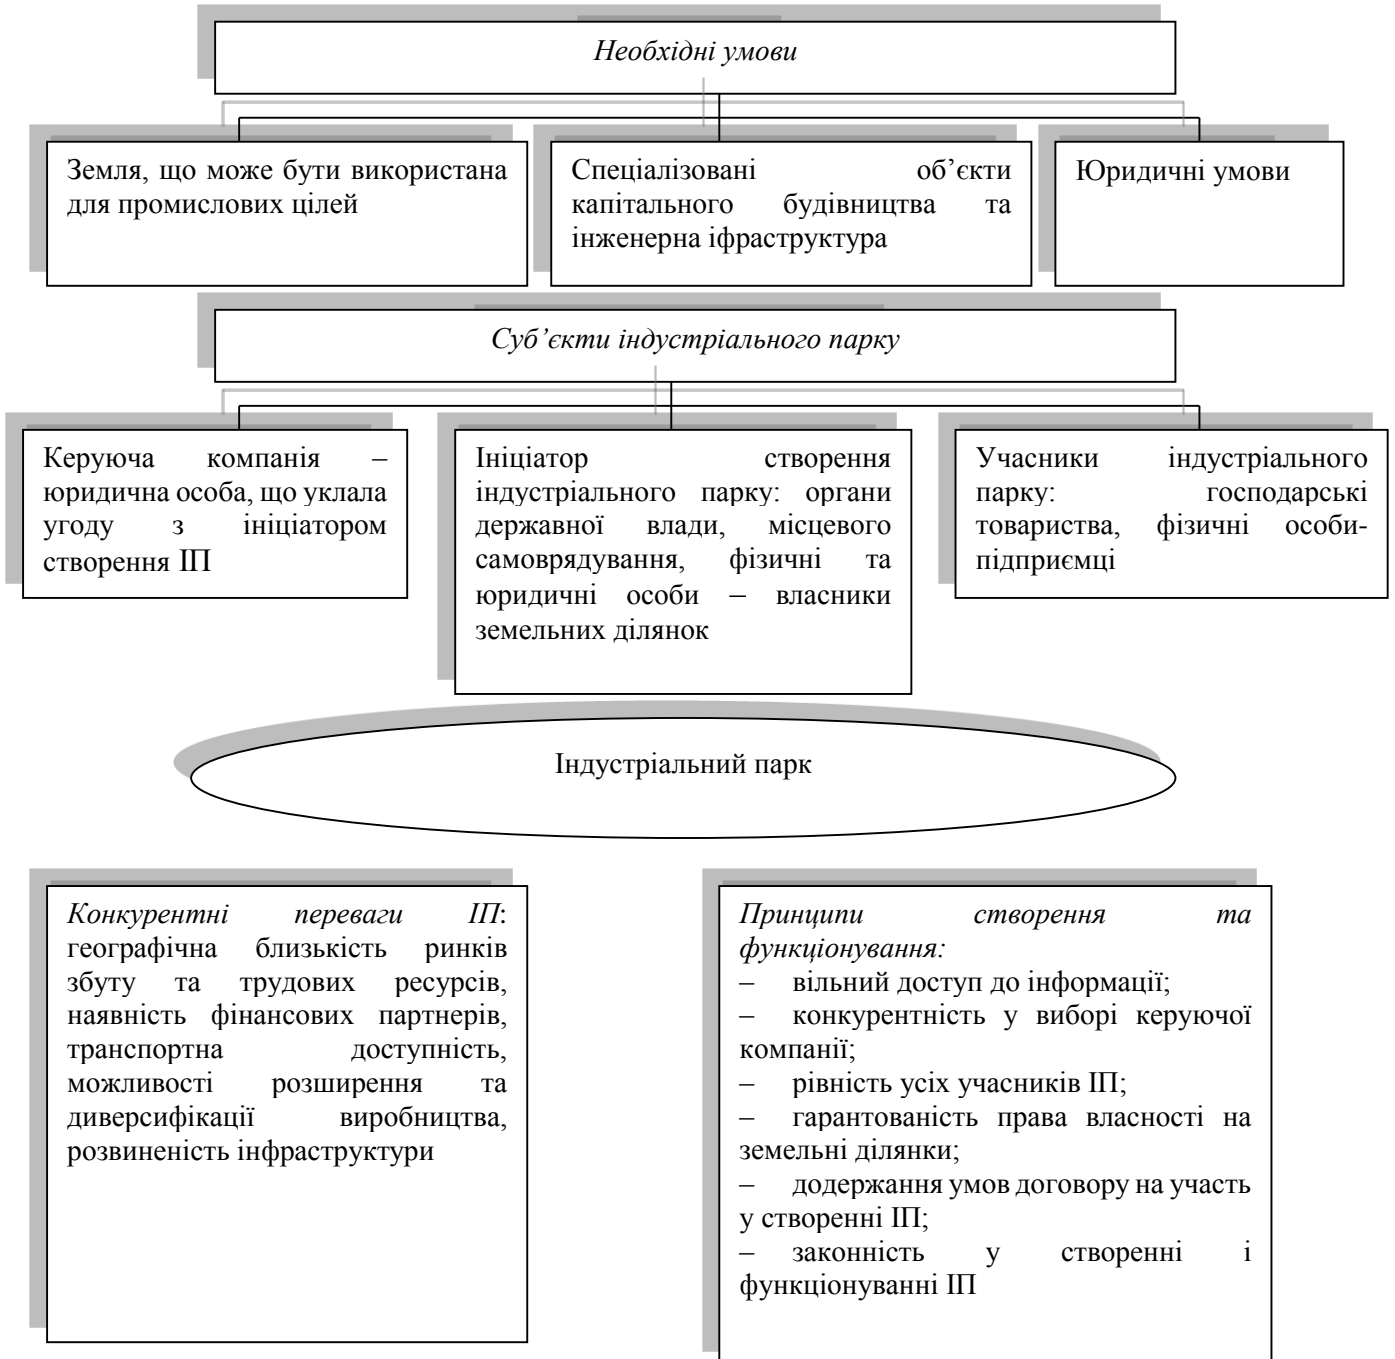 Необхідні умови
Земля, що може бути використана
для промислових цілей
Спеціалізовані об’єкти
капітального будівництва та
інженерна іфраструктура
Юридичні умови
Суб’єкти індустріального парку
Керуюча компанія –
юридична особа, що уклала
угоду з ініціатором
створення ІП
Ініціатор створення
індустріального парку: органи
державної влади, місцевого
самоврядування, фізичні та
юридичні особи – власники
земельних ділянок
Учасники індустріального
парку: господарські
товариства, фізичні особи-
підприємці
Індустріальний парк
Конкурентні переваги ІП:
географічна близькість ринків
збуту та трудових ресурсів,
наявність фінансових партнерів,
транспортна доступність,
можливості розширення та
диверсифікації виробництва,
розвиненість інфраструктури
Принципи створення та
функціонування:
– вільний доступ до інформації;
– конкурентність у виборі керуючої
компанії;
– рівність усіх учасників ІП;
– гарантованість права власності на
земельні ділянки;
– додержання умов договору на участь
у створенні ІП;
– законність у створенні і
функціонуванні ІП